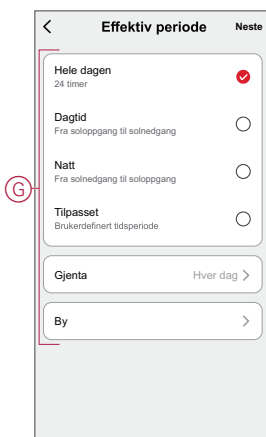 Effektiv periode
Neste
Hele dagen
24 timer
Dagtid
Fra soloppgang til solnedgang
Natt
Fra solnedgang til soloppgang
Tilpasset
Brukerdefinert tidsperiode
G
Gjenta
Hver dag
By